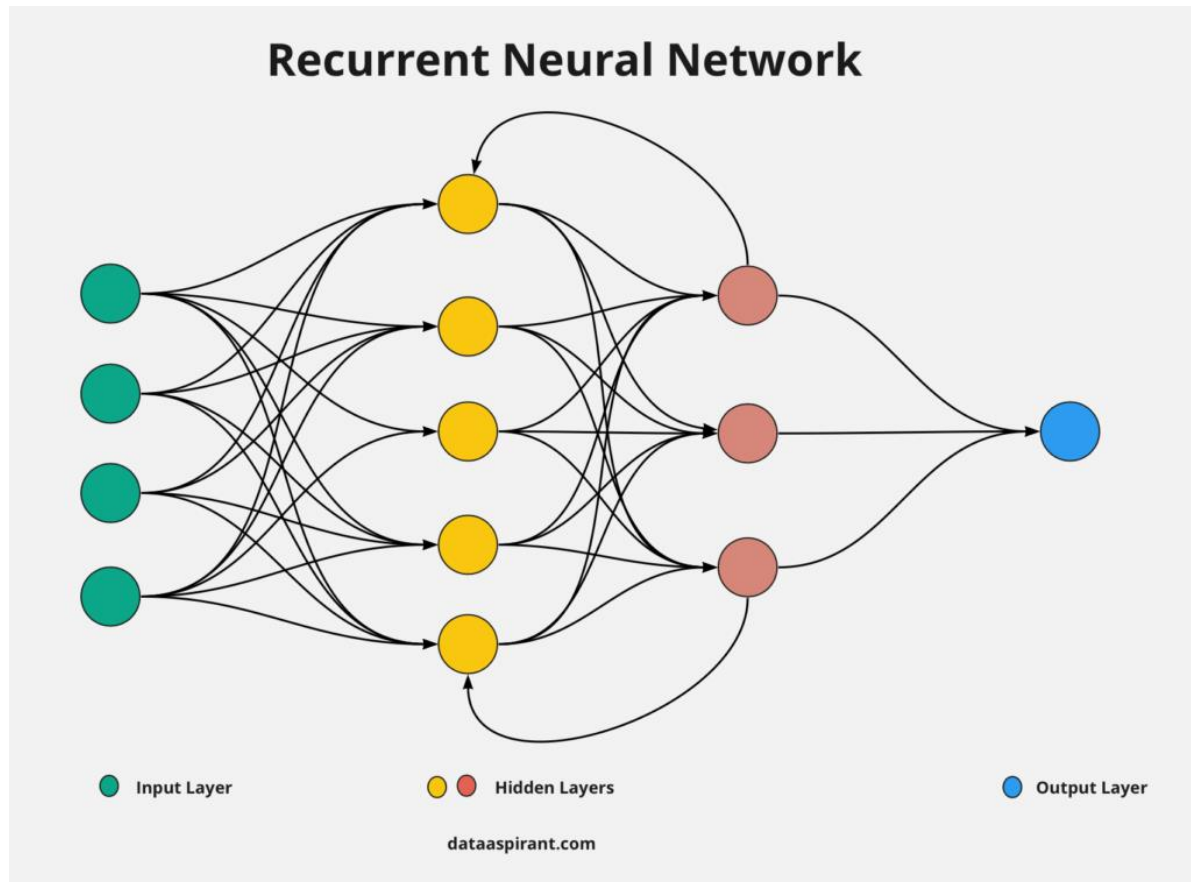 Recurrent Neural Network
Input Layer
Hidden Layers
Output Layer
dataaspirant.com